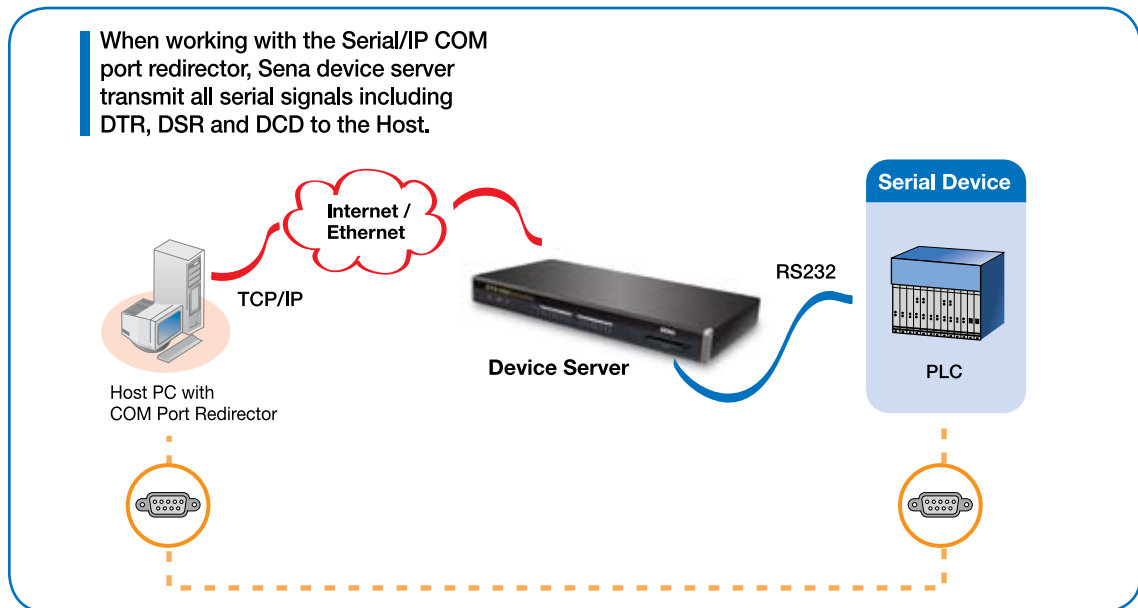 When working with the Serial/IP COM
port redirector, Sena device server
transmit all serial signals including
DTR, DSR and DCD to the Host.
Serial Device
Internet /
Ethernet
RS232
TCP/IP
Device Server
PLC
Host PC with
COM Port Redirector